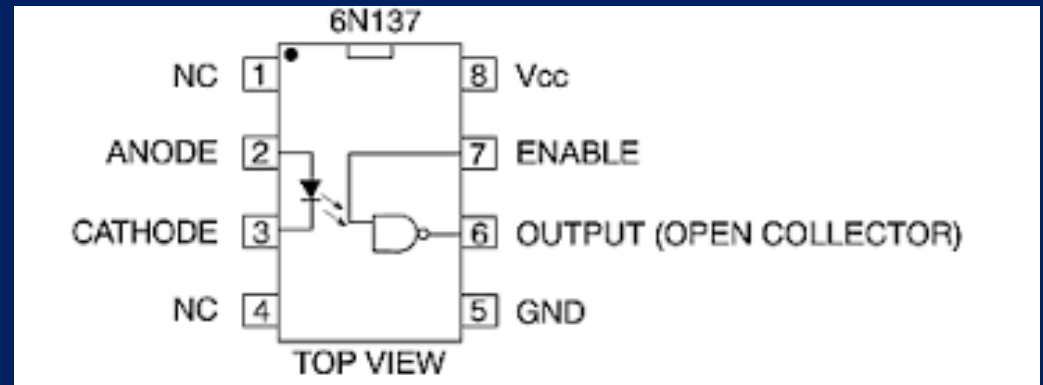 6N137
NC 1 8 Vcc
ANODE 2 7 ENABLE
CATHODE 3 6 OUTPUT (OPEN COLLECTOR)
NC 4 5 GND
TOP VIEW